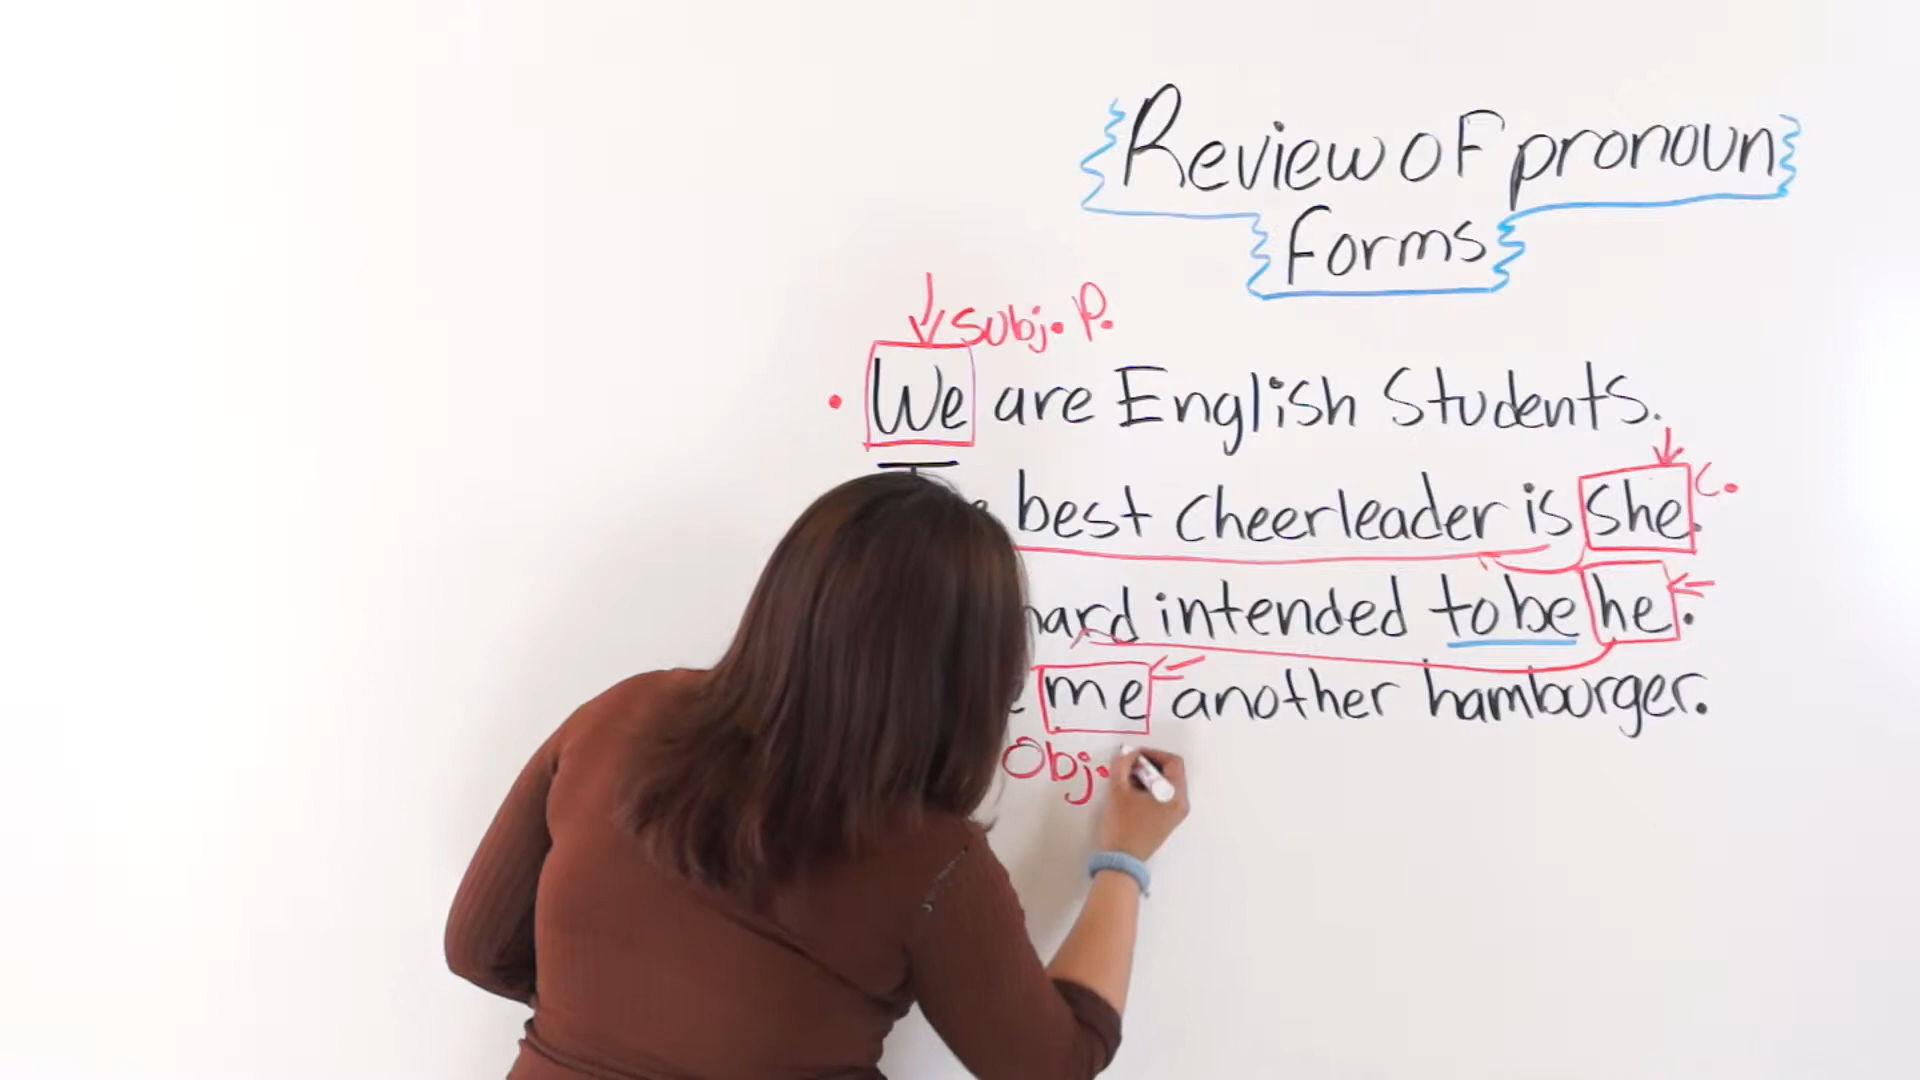 Review of pronoun
forms
subj. P.
We are English Students.
best cheerleader is she.
C.
intended to be he.
me another hamburger.
Obj.